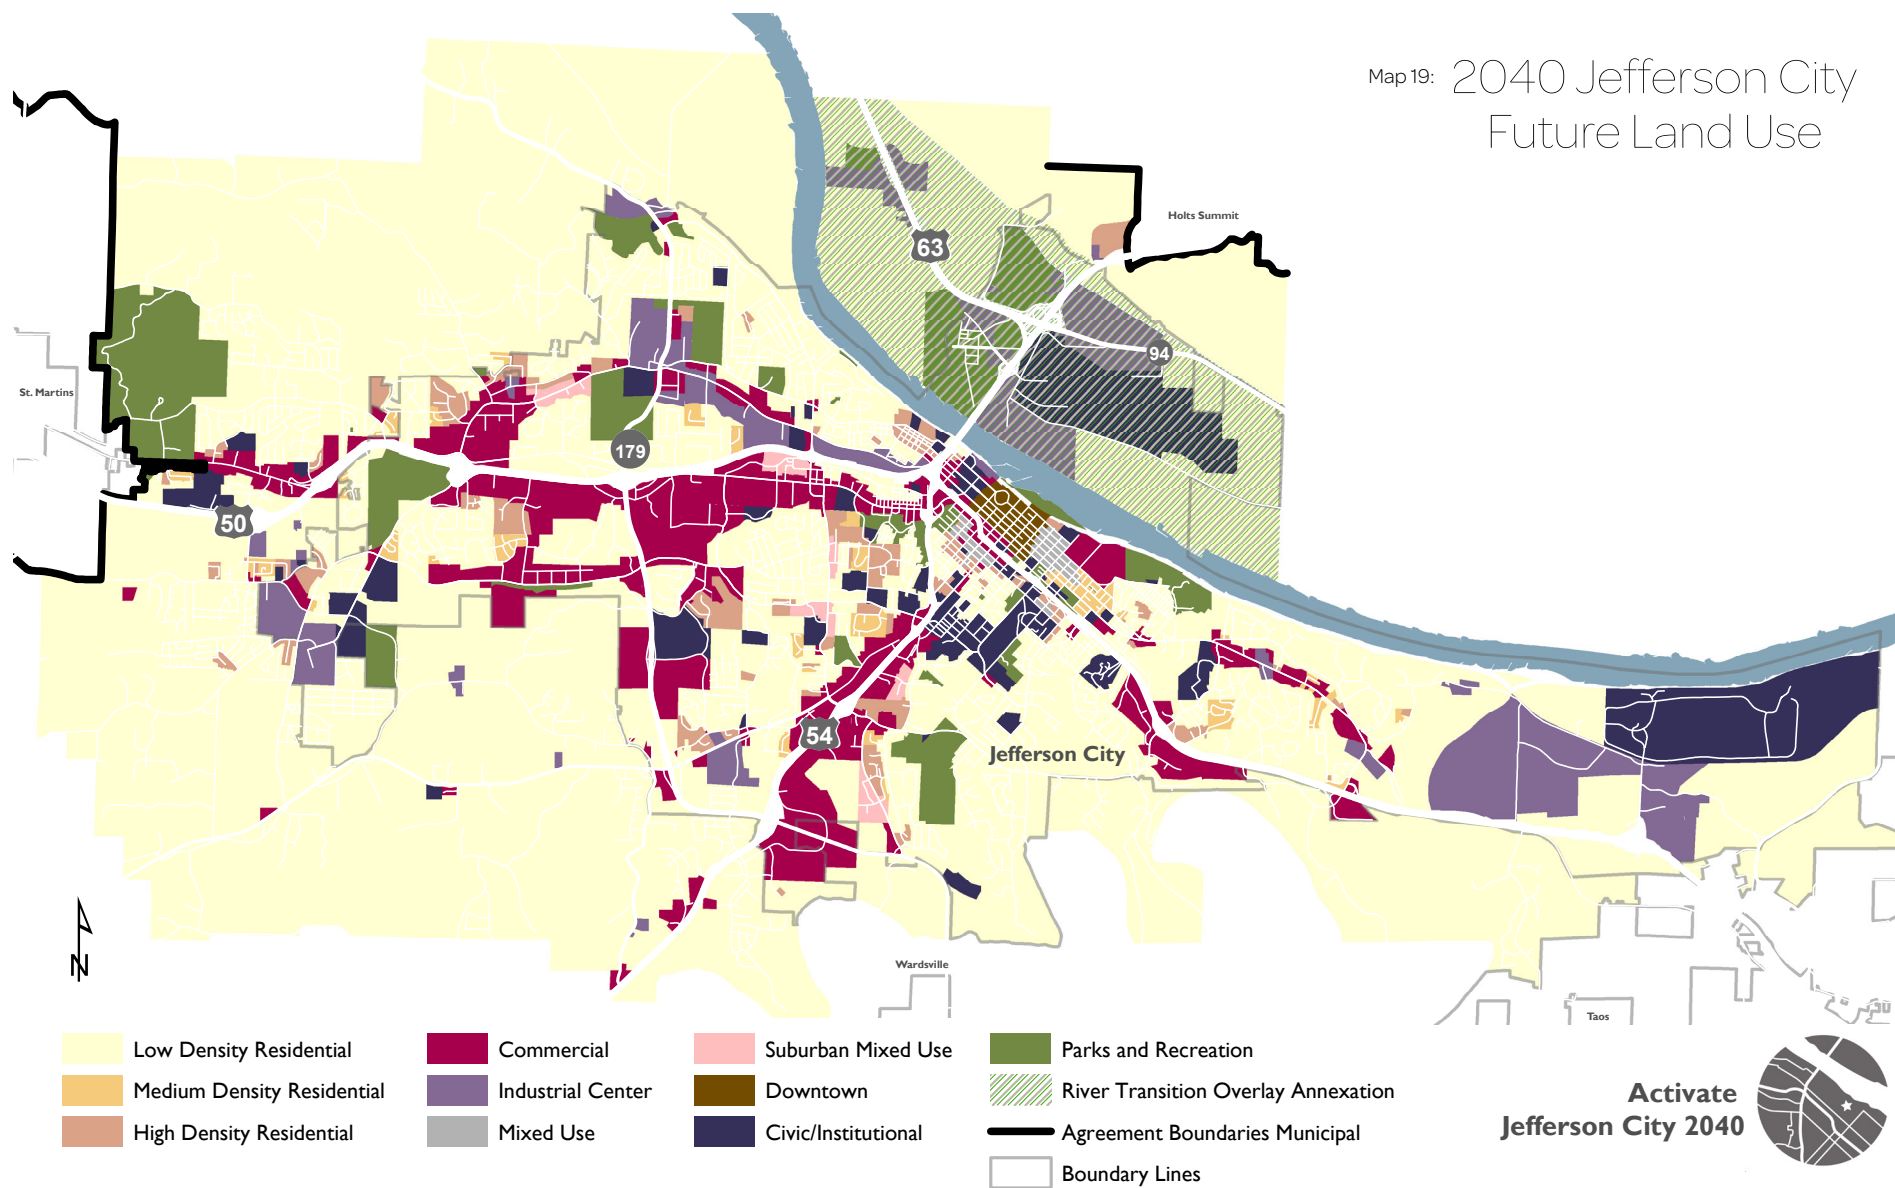 Map 19: 2040 Jefferson City
Future Land Use
Holts Summit
63
94
St. Martins
179
50
54
Jefferson City
N
Wardsville
Taos
Low Density Residential
Medium Density Residential
High Density Residential
Commercial
Industrial Center
Mixed Use
Suburban Mixed Use
Downtown
Civic/Institutional
Parks and Recreation
River Transition Overlay Annexation
Agreement Boundaries Municipal
Boundary Lines
Activate
Jefferson City 2040